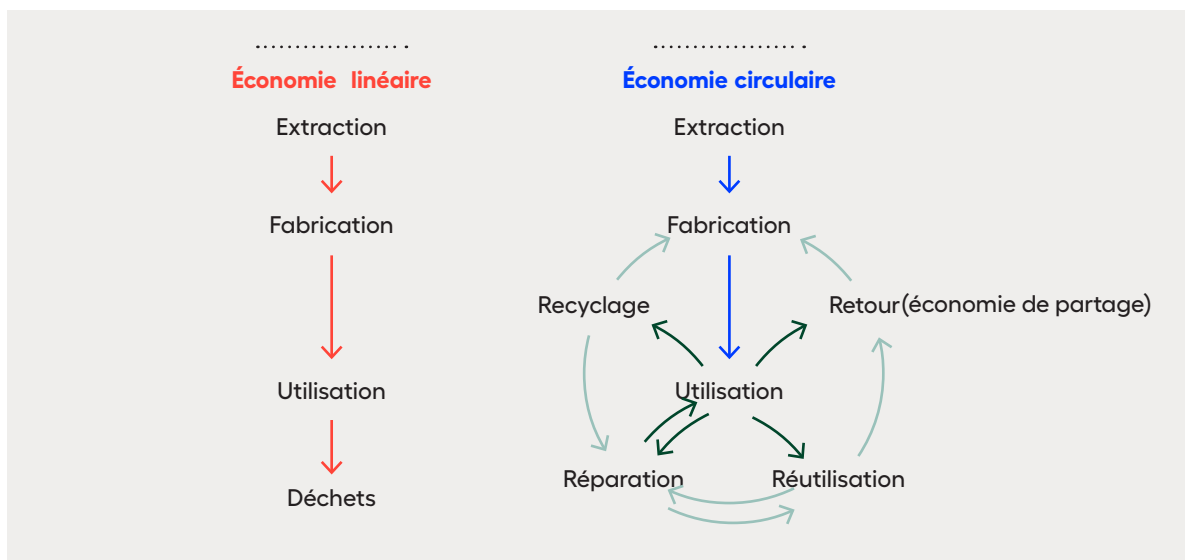 Économie linéaire
Extraction
Fabrication
Utilisation
Déchets
Économie circulaire
Extraction
Fabrication
Recyclage
Retour(économie de partage)
Utilisation
Réparation
Réutilisation